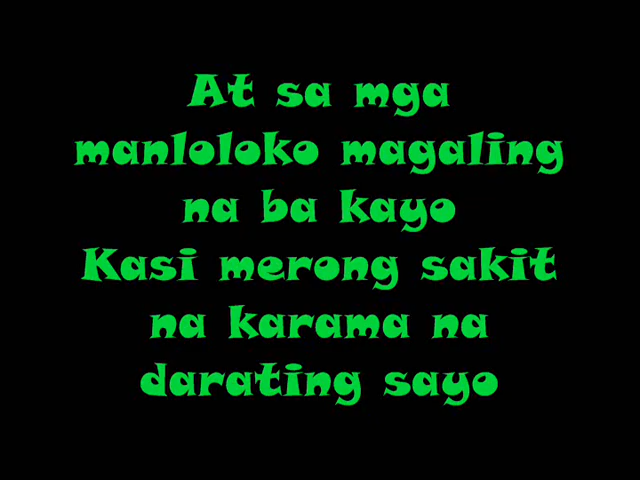 At sa mga
manloloko magaling
na ba kayo
Kasi merong sakit
na karama na
darating sayo